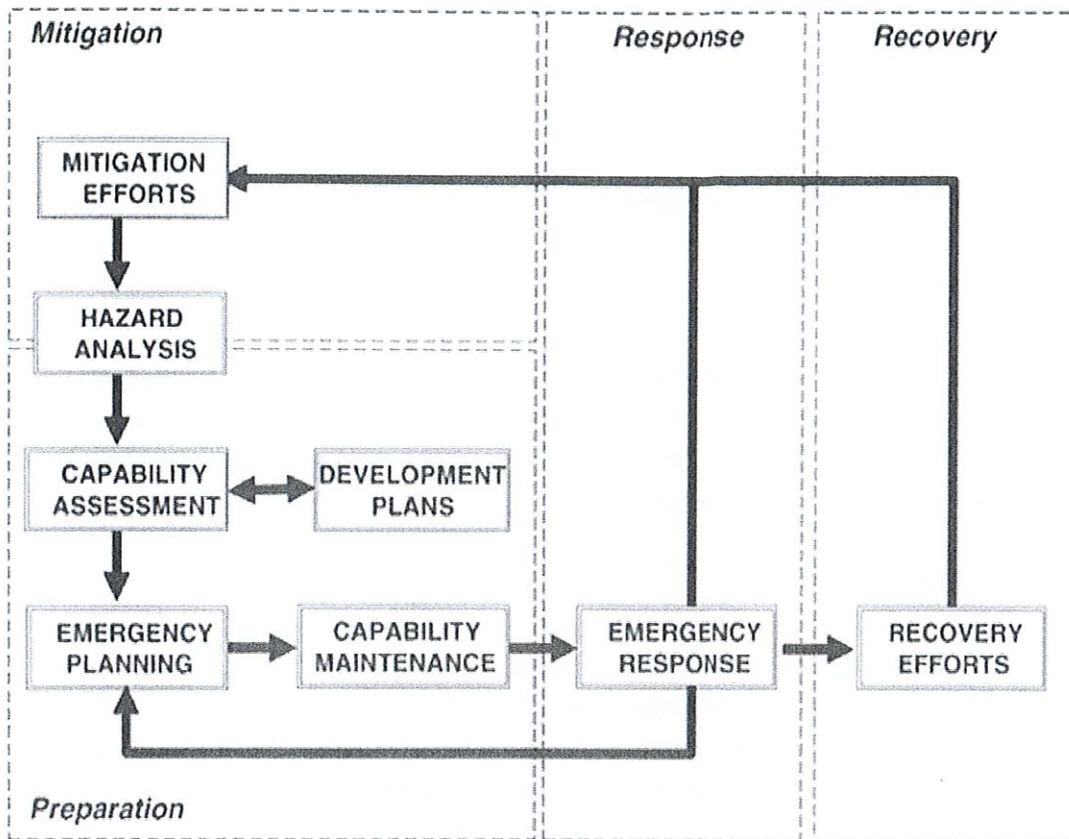 Mitigation
Response
Recovery
MITIGATION
EFFORTS
HAZARD
ANALYSIS
CAPABILITY
ASSESSMENT
DEVELOPMENT
PLANS
EMERGENCY
PLANNING
CAPABILITY
MAINTENANCE
EMERGENCY
RESPONSE
RECOVERY
EFFORTS
Preparation